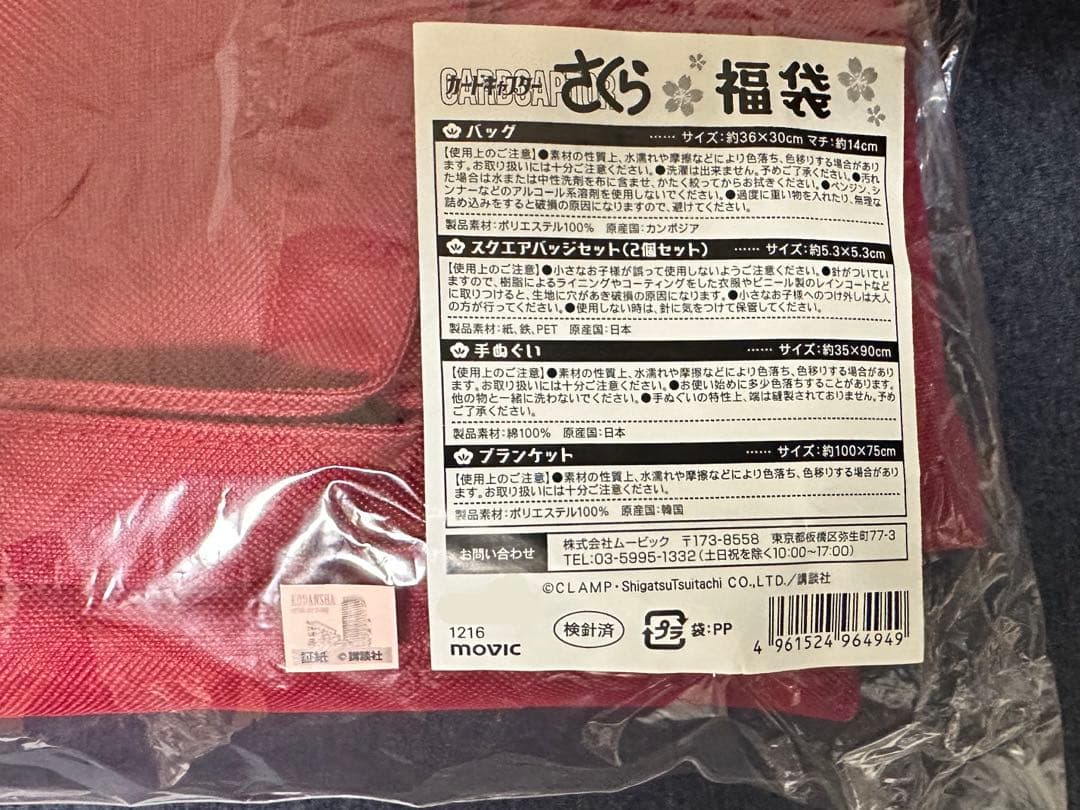 カードキャプター さくら 福袋
CARDCAPTOR
バッグ …… サイズ:約36×30cm マチ:約14cm
【使用上のご注意】●素材の性質上、水濡れや摩擦などにより色落ち、色移りする場合があり
ます。お取り扱いには十分ご注意ください。●洗濯は出来ません。予めご了承ください。●汚れ
た場合は水または中性洗剤を布に含ませ、かたく絞ってからお拭きください。●ベンジン、シ
ンナーなどのアルコール系溶剤を使用しないでください。●過度に重い物を入れたり、無理な
詰め込みをすると破損の原因になりますので、避けてください。
製品素材:ポリエステル100% 原産国:カンボジア
スクエアバッジセット(2個セット) …… サイズ:約5.3×5.3cm
【使用上のご注意】●小さなお子様が誤って使用しないようご注意ください。●針がついてい
ますので、樹脂によるライニングやコーティングをした衣服やビニール製のレインコートなど
に取りつけると、生地に穴があき破損の原因になります。●小さなお子様へのつけ外しは大人
の方が行ってください。●使用しない時は、針に気をつけて保管してください。
製品素材:紙、鉄、PET 原産国:日本
手ぬぐい …… サイズ:約35×90cm
【使用上のご注意】●素材の性質上、水濡れや摩擦などにより色落ち、色移りする場合があり
ます。お取り扱いには十分ご注意ください。●お使い始めに多少色落ちすることがあります。
他の物と一緒に洗わないでください。●手ぬぐいの特性上、端は縫製されておりません。予め
ご了承ください。
製品素材:綿100% 原産国:日本
ブランケット …… サイズ:約100×75cm
【使用上のご注意】●素材の性質上、水濡れや摩擦などにより色落ち、色移りする場合があり
ます。お取り扱いには十分ご注意ください。
製品素材:ポリエステル100% 原産国:韓国
お問い合わせ
株式会社ムービック 〒173-8558 東京都板橋区弥生町77-3
TEL:03-5995-1332(土日祝を除く10:00~17:00)
©CLAMP・ShigatsuTsuitachi CO.,LTD./講談社
1216
movic
検針済
プラ 袋:PP
4 961524 964949
KODANSHA
証紙 ©講談社